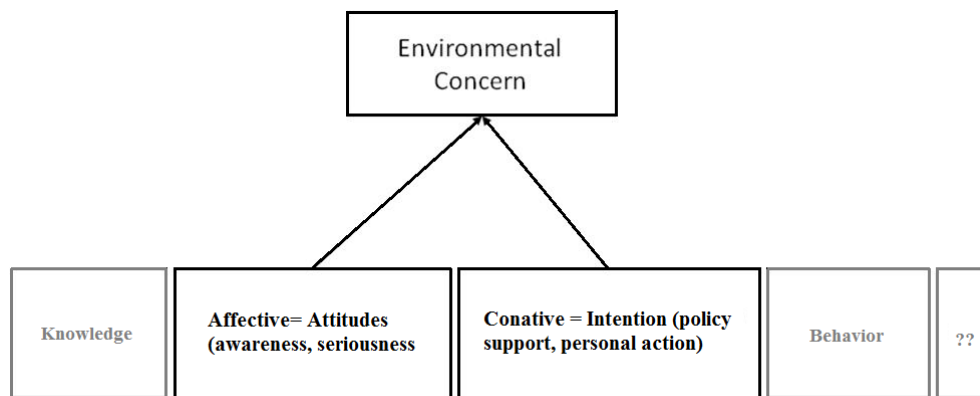 Environmental
Concern
Knowledge
Affective= Attitudes
(awareness, seriousness
Conative = Intention (policy
support, personal action)
Behavior
??